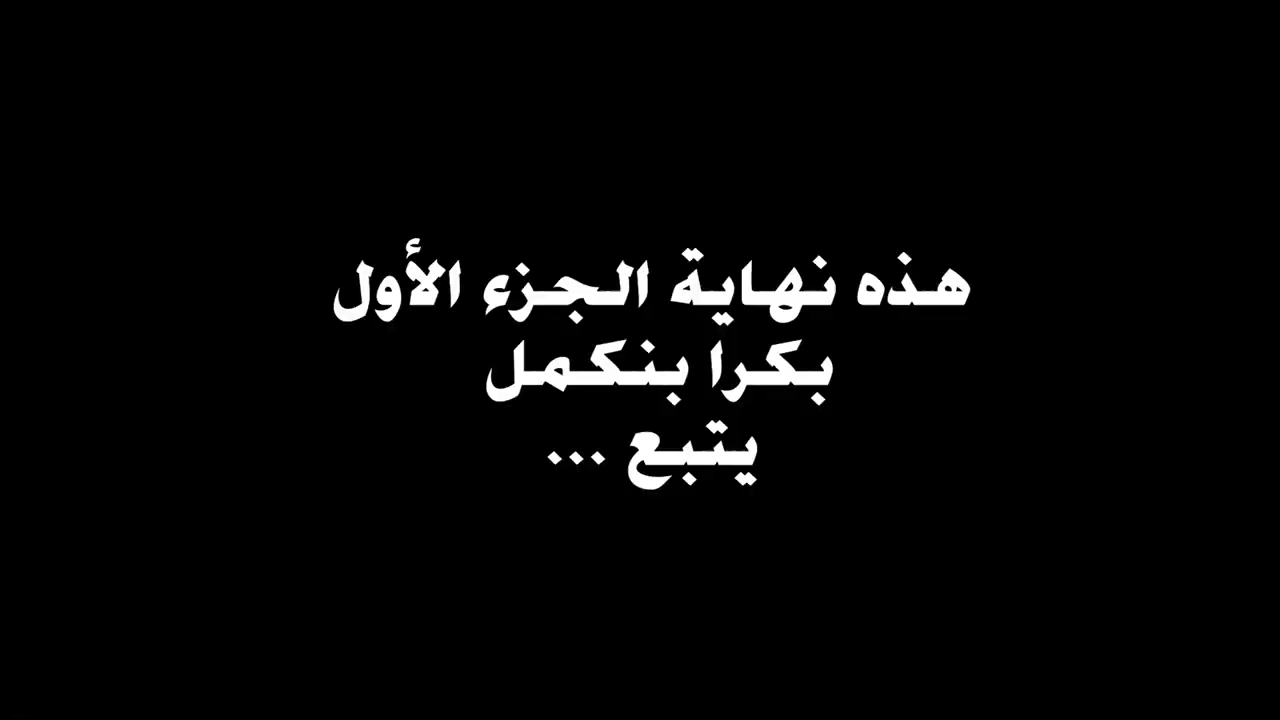 هذه نهاية الجزء الأول
بكرا بنكمل
يتبع ...